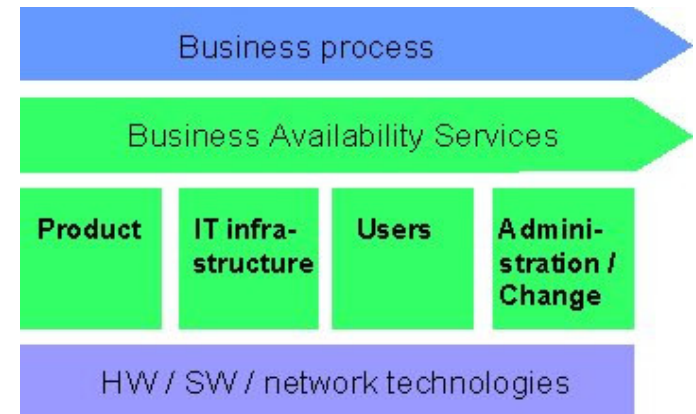 Business process
Business Availability Services
Product
IT infra-
structure
Users
Admini-
stration /
Change
HW / SW / network technologies